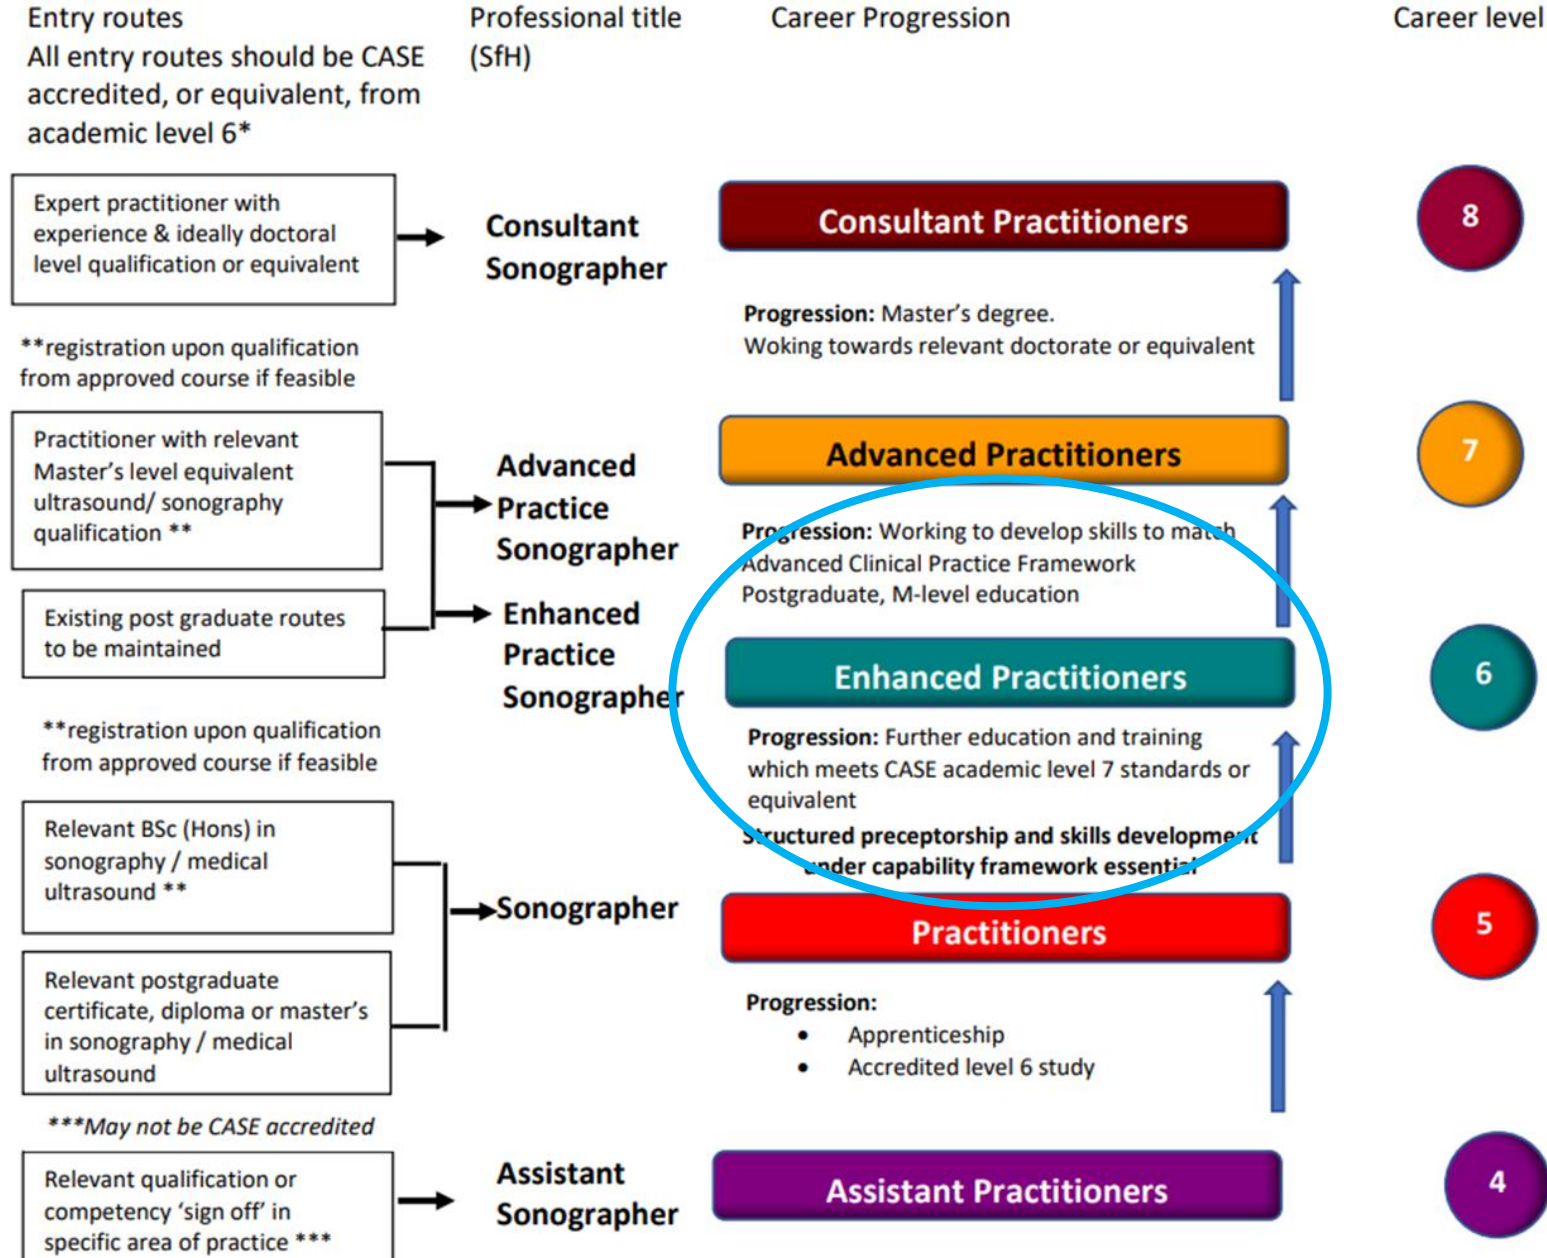 Entry routes
All entry routes should be CASE
accredited, or equivalent, from
academic level 6*
Professional title
(SfH)
Career Progression
Career level
Expert practitioner with
experience & ideally doctoral
level qualification or equivalent
Consultant
Sonographer
Consultant Practitioners
8
**registration upon qualification
from approved course if feasible
Progression: Master's degree.
Woking towards relevant doctorate or equivalent
Practitioner with relevant
Master's level equivalent
ultrasound/ sonography
qualification **
Advanced
Practice
Sonographer
Advanced Practitioners
7
Progression: Working to develop skills to match
Advanced Clinical Practice Framework
Postgraduate, M-level education
Existing post graduate routes
to be maintained
Enhanced
Practice
Sonographer
Enhanced Practitioners
6
**registration upon qualification
from approved course if feasible
Progression: Further education and training
which meets CASE academic level 7 standards or
equivalent
Structured preceptorship and skills development
under capability framework essential
Relevant BSc (Hons) in
sonography / medical
ultrasound **
Sonographer
Practitioners
5
Relevant postgraduate
certificate, diploma or master's
in sonography / medical
ultrasound
Progression:
• Apprenticeship
• Accredited level 6 study
***May not be CASE accredited
Relevant qualification or
competency 'sign off' in
specific area of practice ***
Assistant
Sonographer
Assistant Practitioners
4